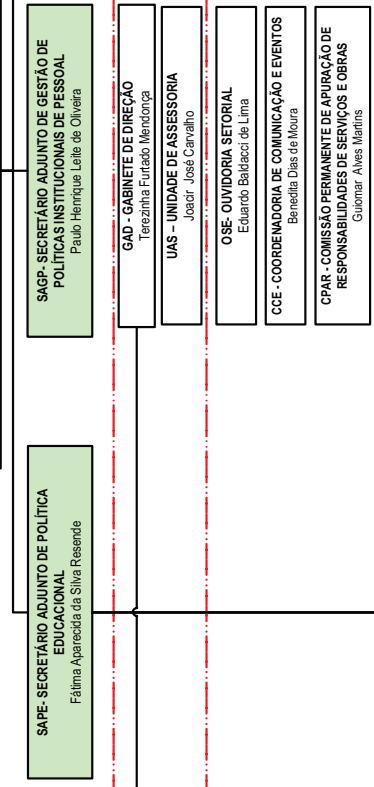 SAPE- SECRETÁRIO ADJUNTO DE POLÍTICA
EDUCACIONAL
Fátima Aparecida da Silva Resende
SAGP- SECRETÁRIO ADJUNTO DE GESTÃO DE
POLÍTICAS INSTITUCIONAIS DE PESSOAL
Paulo Henrique Leite de Oliveira
GAD - GABINETE DE DIREÇÃO
Terezinha Furtado Mendonça
UAS – UNIDADE DE ASSESSORIA
Joacir José Carvalho
OSE- OUVIDORIA SETORIAL
Eduardo Baldacci de Lima
CCE - COORDENADORIA DE COMUNICAÇÃO E EVENTOS
Benedita Dias de Moura
CPAR - COMISSÃO PERMANENTE DE APURAÇÃO DE
RESPONSABILIDADES DE SERVIÇOS E OBRAS
Guiomar Alves Martins